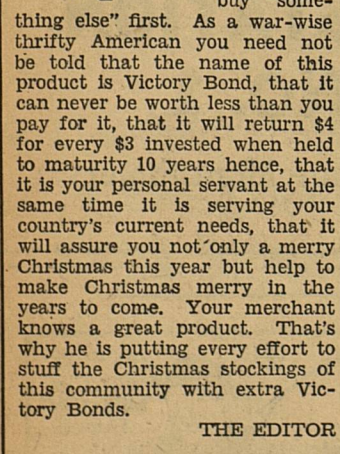 buy some-
thing else" first. As a war-wise
thrifty American you need not
be told that the name of this
product is Victory Bond, that it
can never be worth less than you
pay for it, that it will return $4
for every $3 invested when held
to maturity 10 years hence, that
it is your personal servant at the
same time it is serving your
country's current needs, that it
will assure you not only a merry
Christmas this year but help to
make Christmas merry in the
years to come. Your merchant
knows a great product. That's
why he is putting every effort to
stuff the Christmas stockings of
this community with extra Vic-
tory Bonds.
THE EDITOR